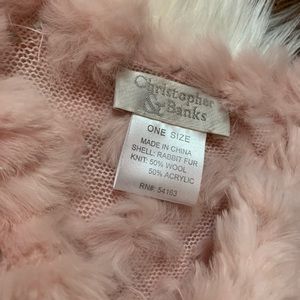 Christopher
& Banks
ONE SIZE
MADE IN CHINA
SHELL: RABBIT FUR
KNIT: 50% WOOL
50% ACRYLIC
RN# 54163